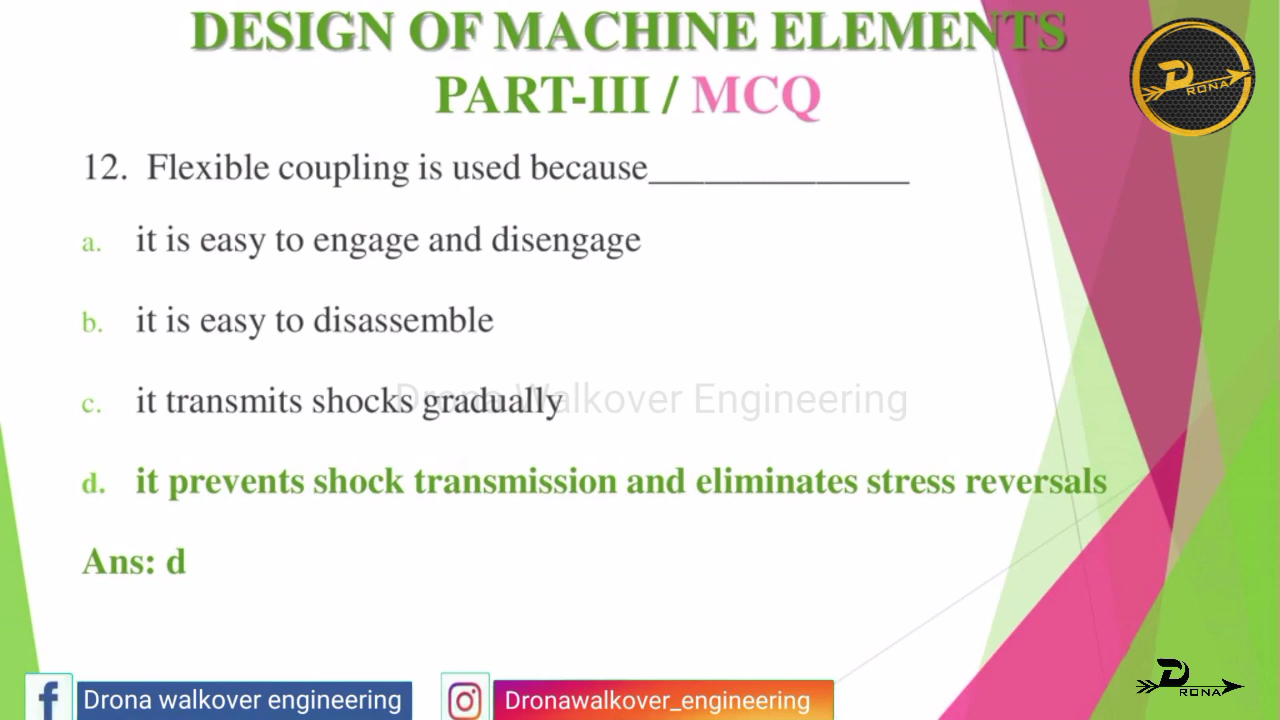 DESIGN OF MACHINE ELEMENTS
PART-III / MCQ
DRONA
12. Flexible coupling is used because______________
a. it is easy to engage and disengage
b. it is easy to disassemble
c. it transmits shocks gradually
Drona Walkover Engineering
d. it prevents shock transmission and eliminates stress reversals
Ans: d
f Drona walkover engineering
Dronawalkover_engineering
DRONA